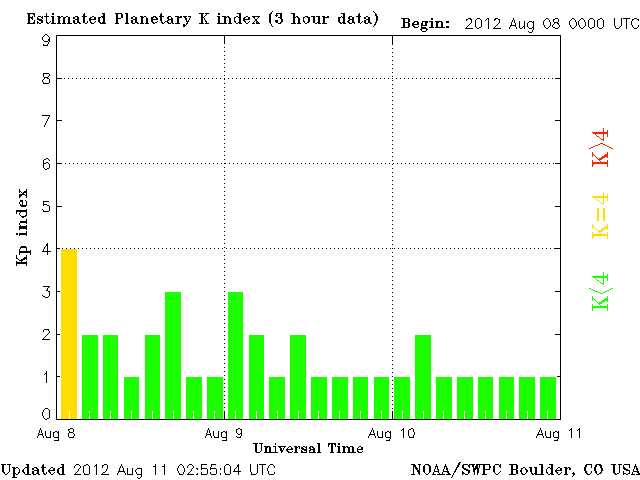 Estimated Planetary K index (3 hour data) Begin: 2012 Aug 08 0000 UTC
9
8
7
6
5
4
3
2
1
0
Kp index
K>4
K=4
K<4
Aug 8 Aug 9 Aug 10 Aug 11
Universal Time
Updated 2012 Aug 11 02:55:04 UTC NOAA/SWPC Boulder, CO USA